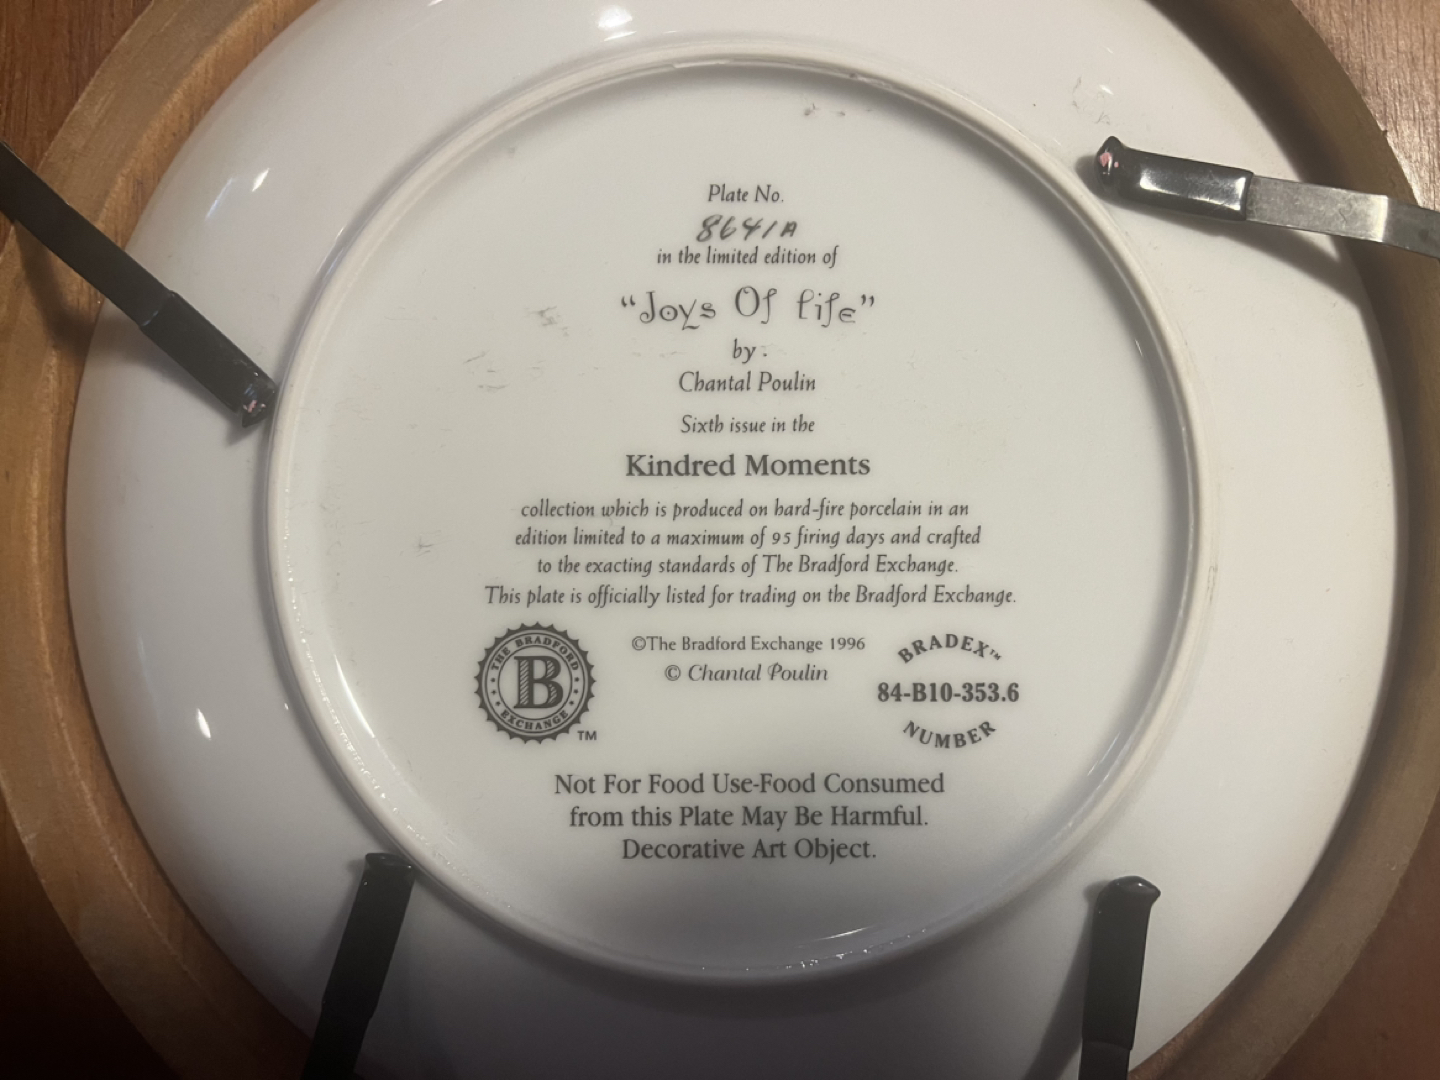 Plate No.
8641A
in the limited edition of
"Joys Of Life"
by
Chantal Poulin
Sixth issue in the
Kindred Moments
collection which is produced on hard-fire porcelain in an
edition limited to a maximum of 95 firing days and crafted
to the exacting standards of The Bradford Exchange.
This plate is officially listed for trading on the Bradford Exchange.
THE BRADFORD
B
EXCHANGE
TM
©The Bradford Exchange 1996
© Chantal Poulin
BRADEX™
84-B10-353.6
NUMBER
Not For Food Use-Food Consumed
from this Plate May Be Harmful.
Decorative Art Object.